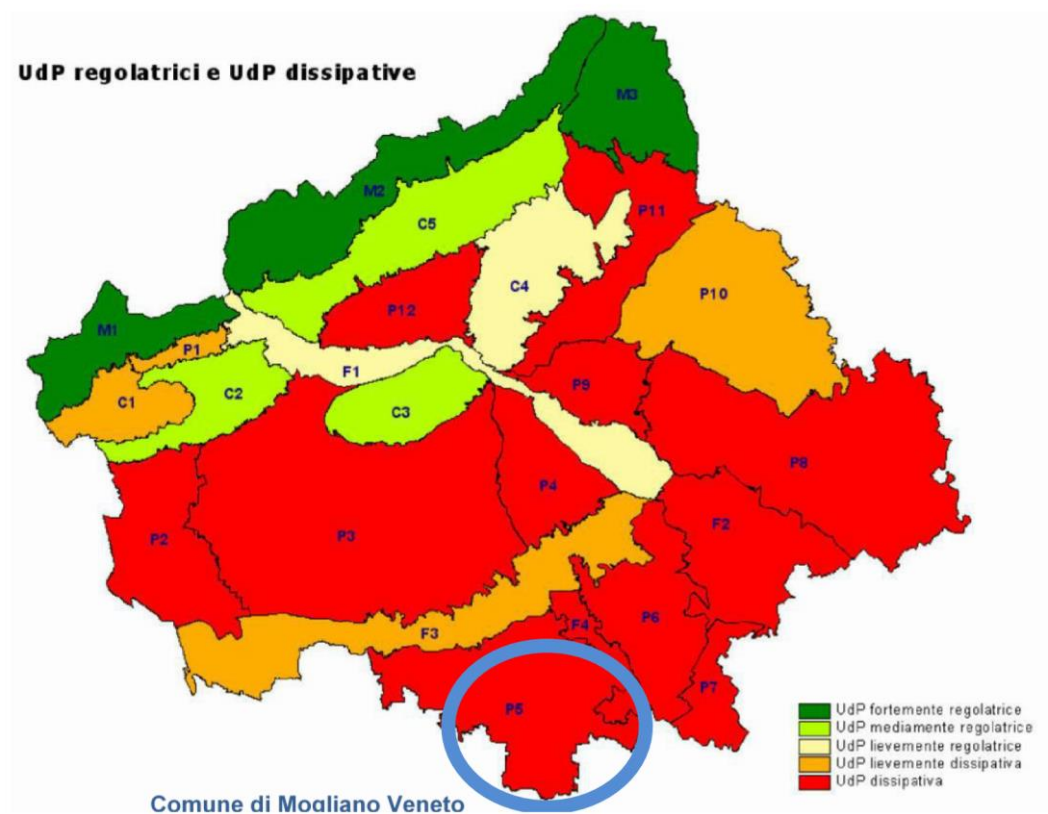 UdP regolatrici e UdP dissipative
M3
M2
P11
C5
C4
P10
P12
M1
P1
F1
P9
C2
C1
C3
P8
P4
F2
P3
P2
P6
F4
F3
P7
P5
UdP fortemente regolatrice
UdP mediamente regolatrice
UdP lievemente regolatrice
UdP lievemente dissipativa
UdP dissipativa
Comune di Mogliano Veneto